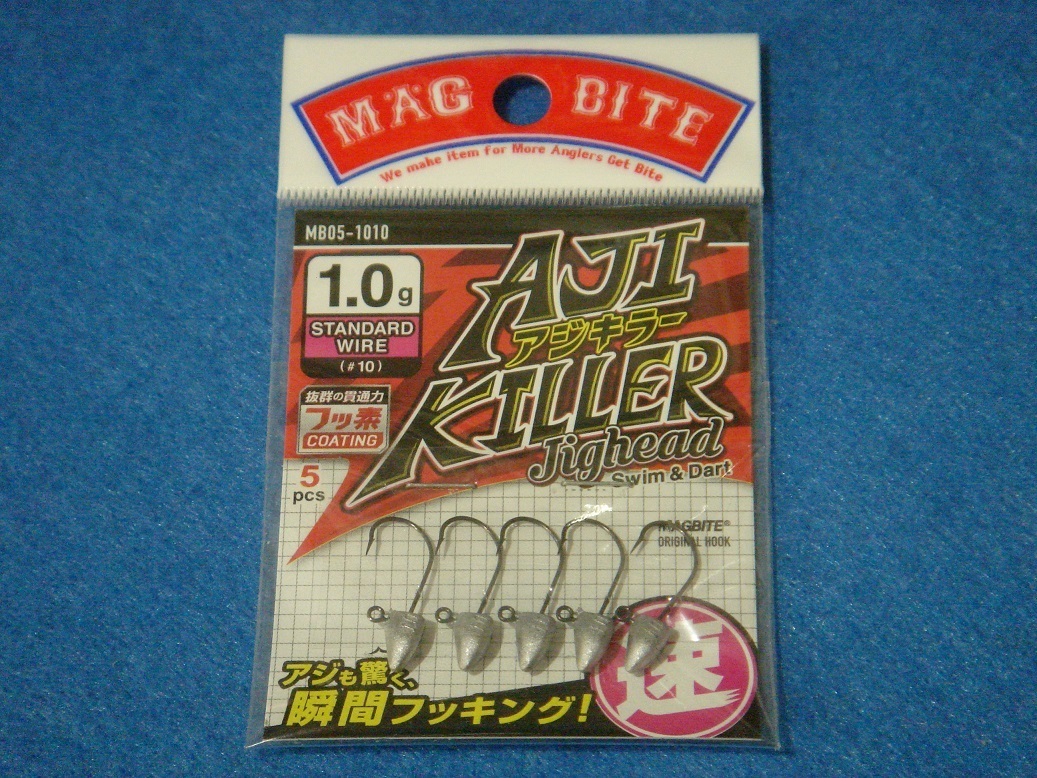 MAG BITE
We make item for More Anglers Get Bite
MB05-1010
1.0g
STANDARD
WIRE
(#10)
抜群の貫通力
フッ素
COATING
5
pcs
AJI
アジキラー
KILLER
Jighead
Swim & Dart
MAGBITE®
ORIGINAL HOOK
アジも驚く、
瞬間フッキング!
速